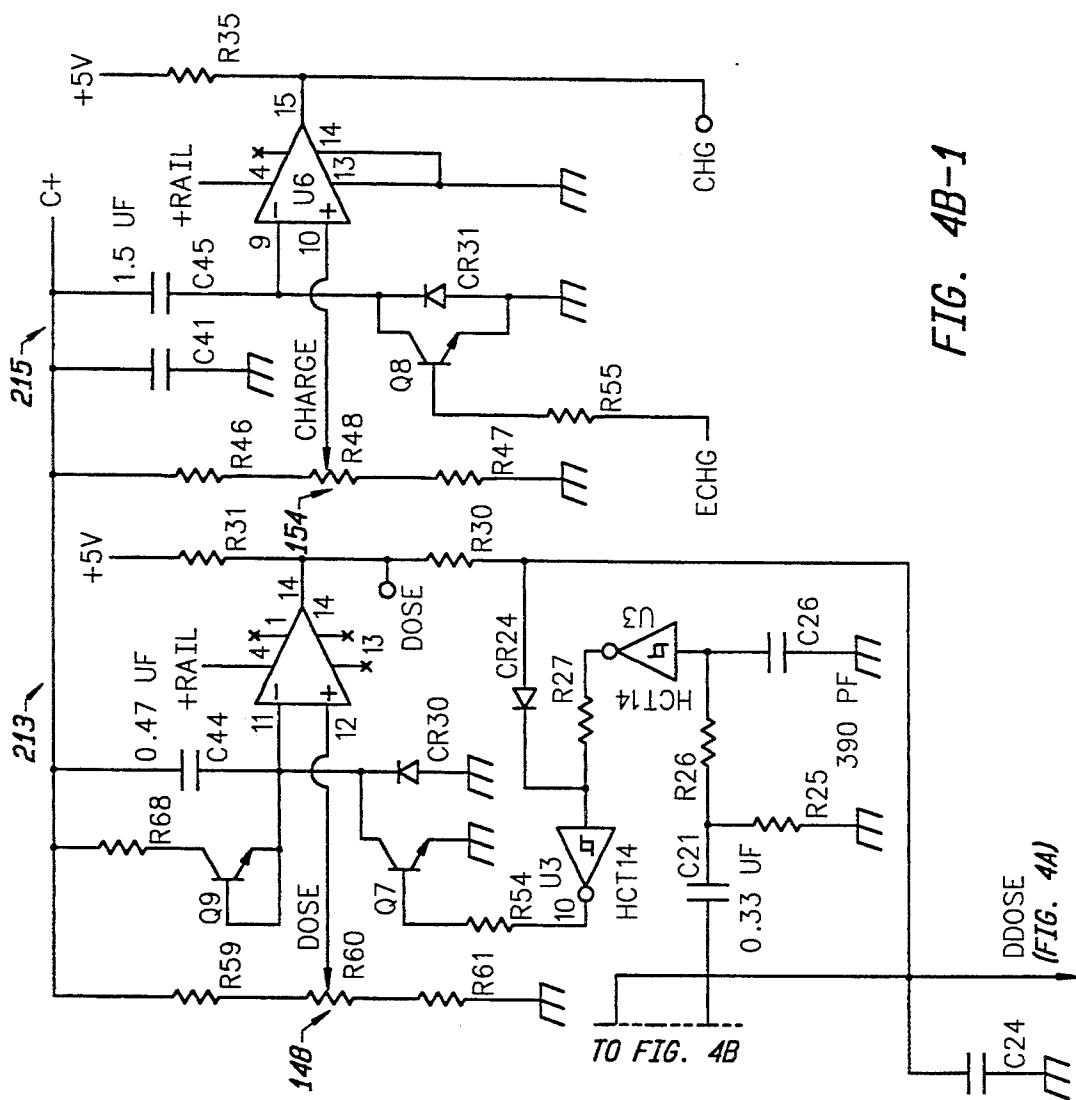 215
C+
+5V
R35
1.5 UF
C45
C41
+RAIL
4
15
9
10
U6
13
14
−
+
CHARGE
R46
R48
R47
154
Q8
CR31
R55
ECHG
CHG
213
0.47 UF
C44
+RAIL
+5V
R31
R68
Q9
4
1
14
11
12
−
+
14
13
DOSE
R30
R59
DOSE
R60
R61
148
Q7
CR30
R54
CR24
R27
U3
10
HCT14
U3
HCT14
C21
0.33 UF
R26
R25
C26
390 PF
TO FIG. 4B
DDOSE
(FIG. 4A)
C24
FIG. 4B-1